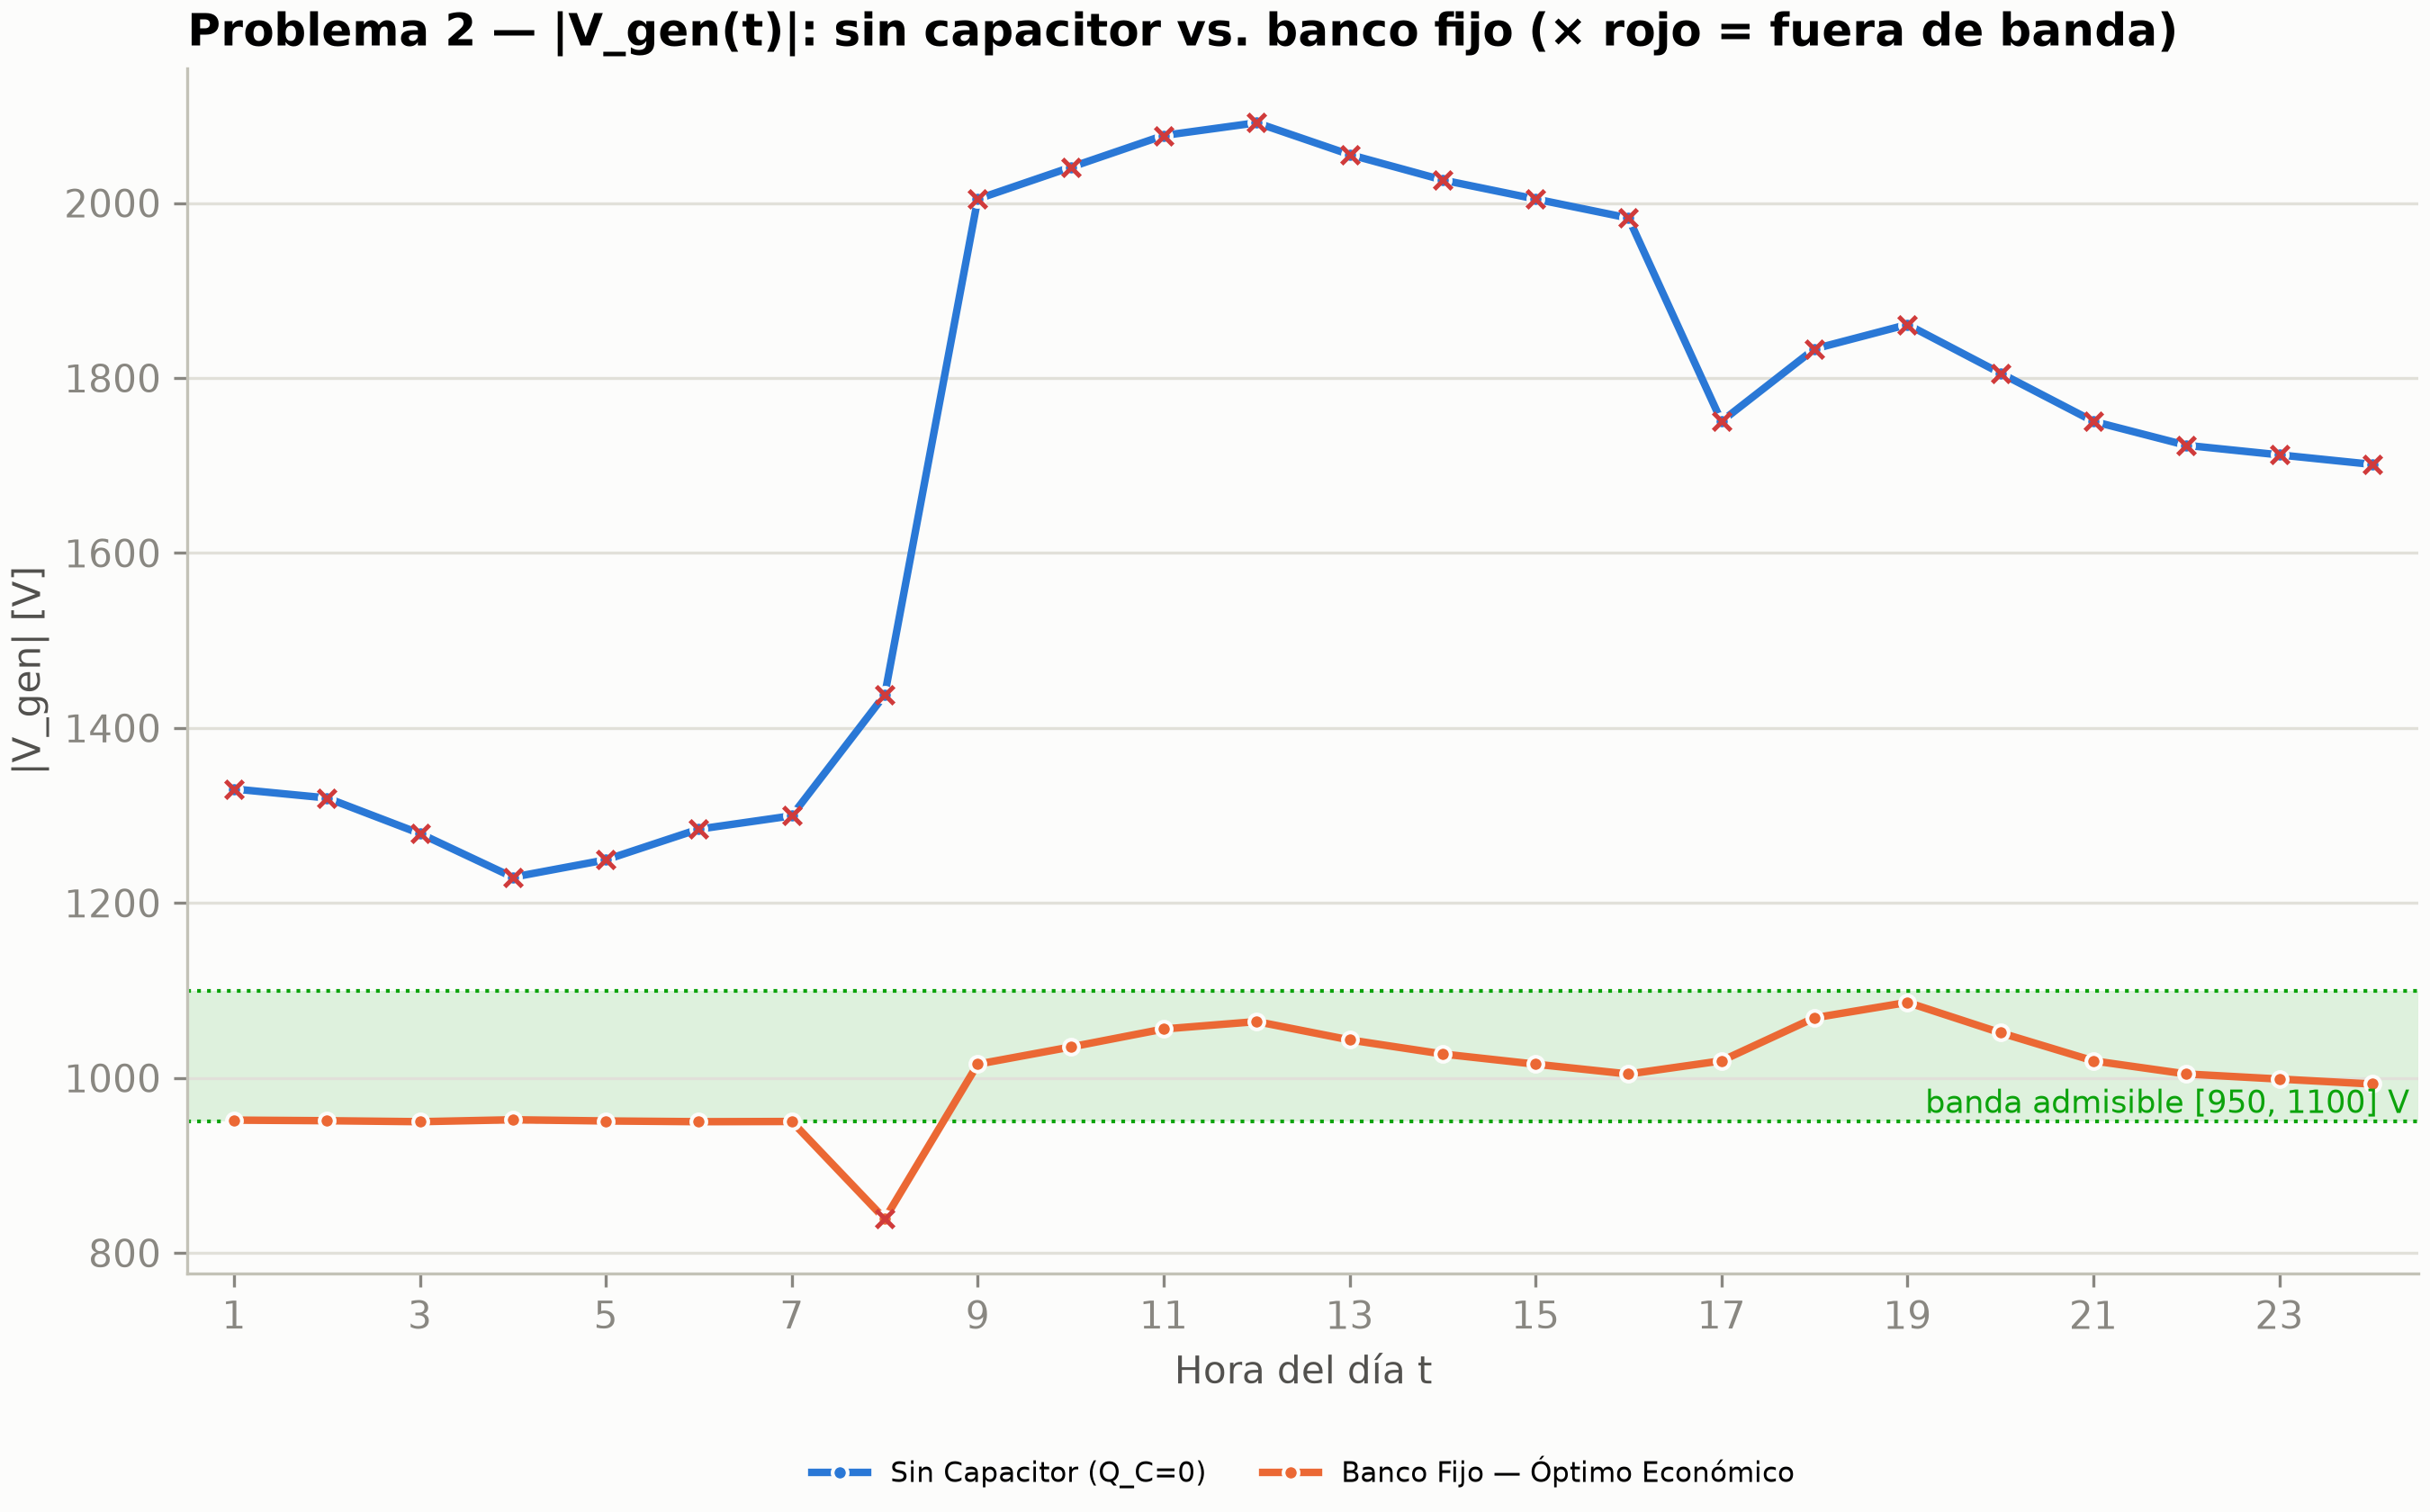 Problema 2 — |V_gen(t)|: sin capacitor vs. banco fijo (× rojo = fuera de banda)
|V_gen| [V]
2000
1800
1600
1400
1200
1000
800
banda admisible [950, 1100] V
1 3 5 7 9 11 13 15 17 19 21 23
Hora del día t
Sin Capacitor (Q_C=0) Banco Fijo — Óptimo Económico